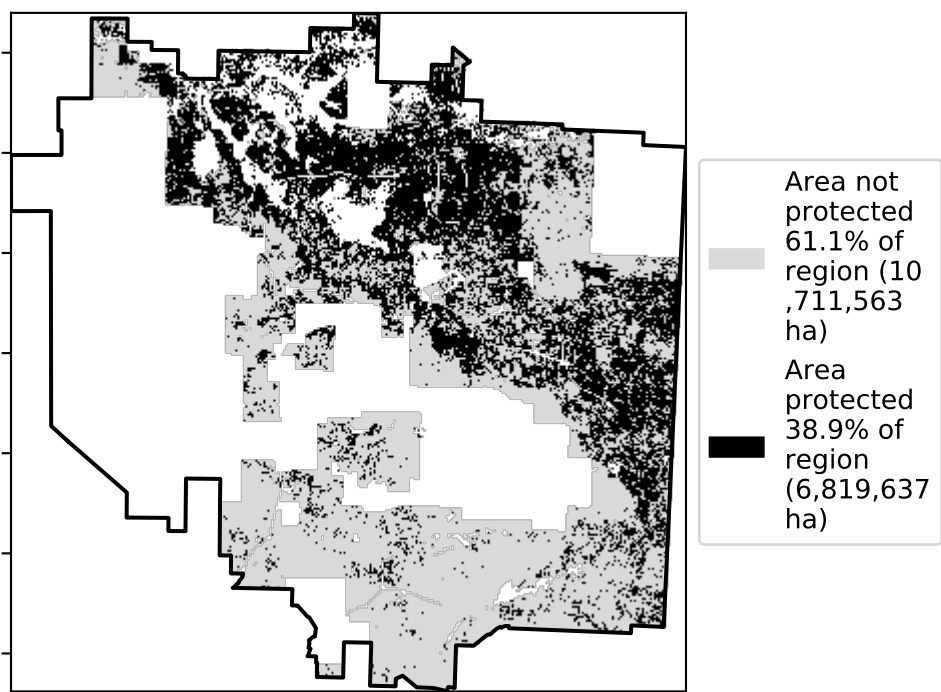 Area not
protected
61.1% of
region (10
,711,563
ha)
Area
protected
38.9% of
region
(6,819,637
ha)